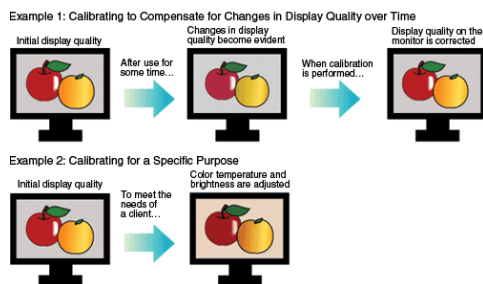 Example 1: Calibrating to Compensate for Changes in Display Quality over Time
Initial display quality
After use for
some time...
Changes in display
quality become evident
When calibration
is performed...
Display quality on the
monitor is corrected
Example 2: Calibrating for a Specific Purpose
Initial display quality
To meet the
needs of
a client...
Color temperature and
brightness are adjusted